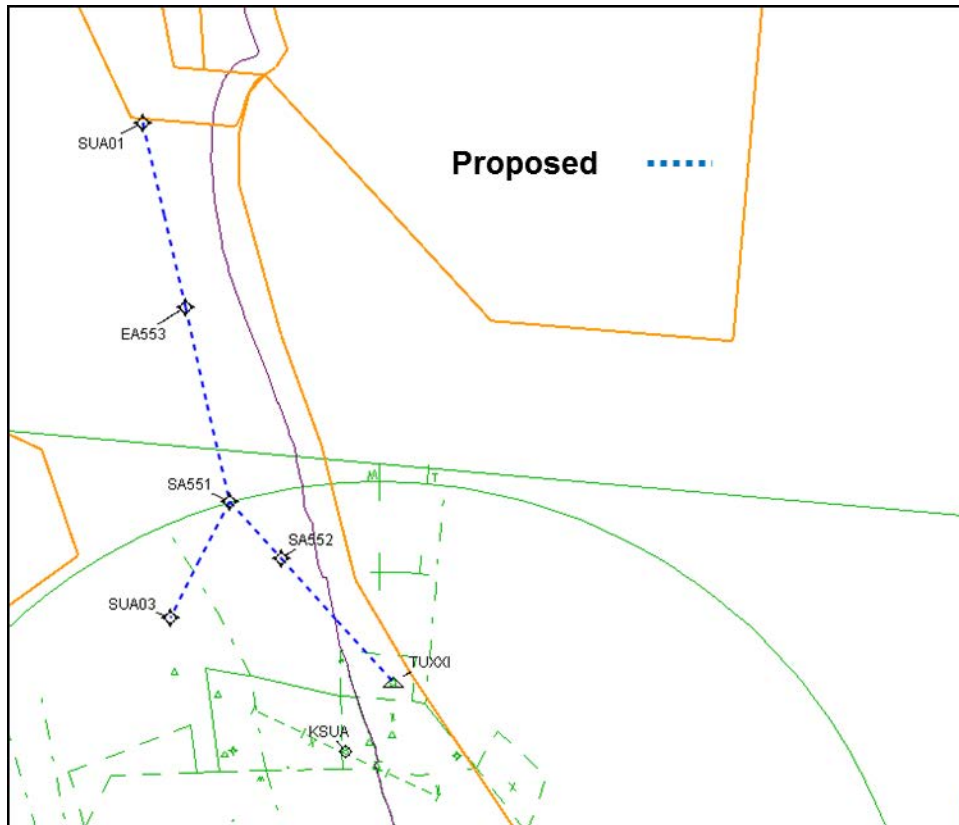 SUA01
Proposed
EA553
SA551
M
T
SA552
SUA03
TUXXI
KSUA